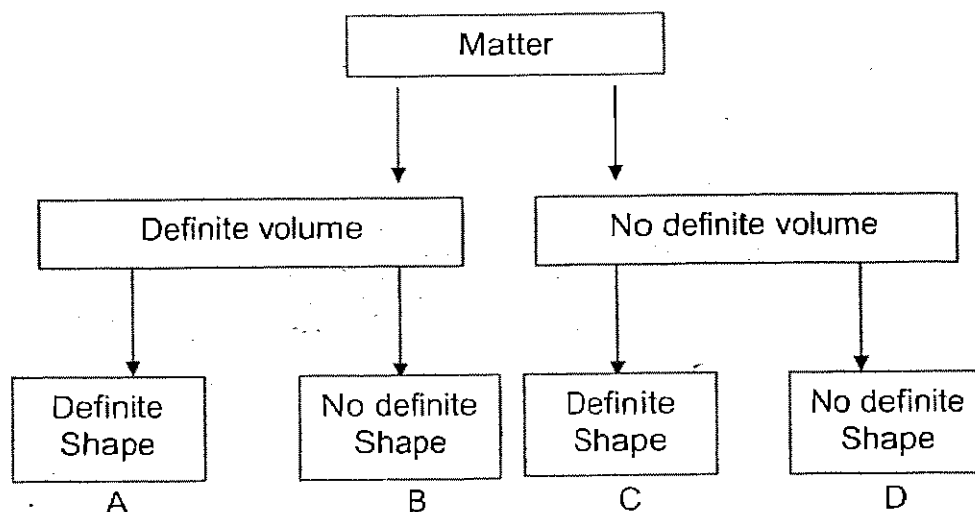 Matter
Definite volume
No definite volume
Definite
Shape
No definite
Shape
Definite
Shape
No definite
Shape
A
B
C
D